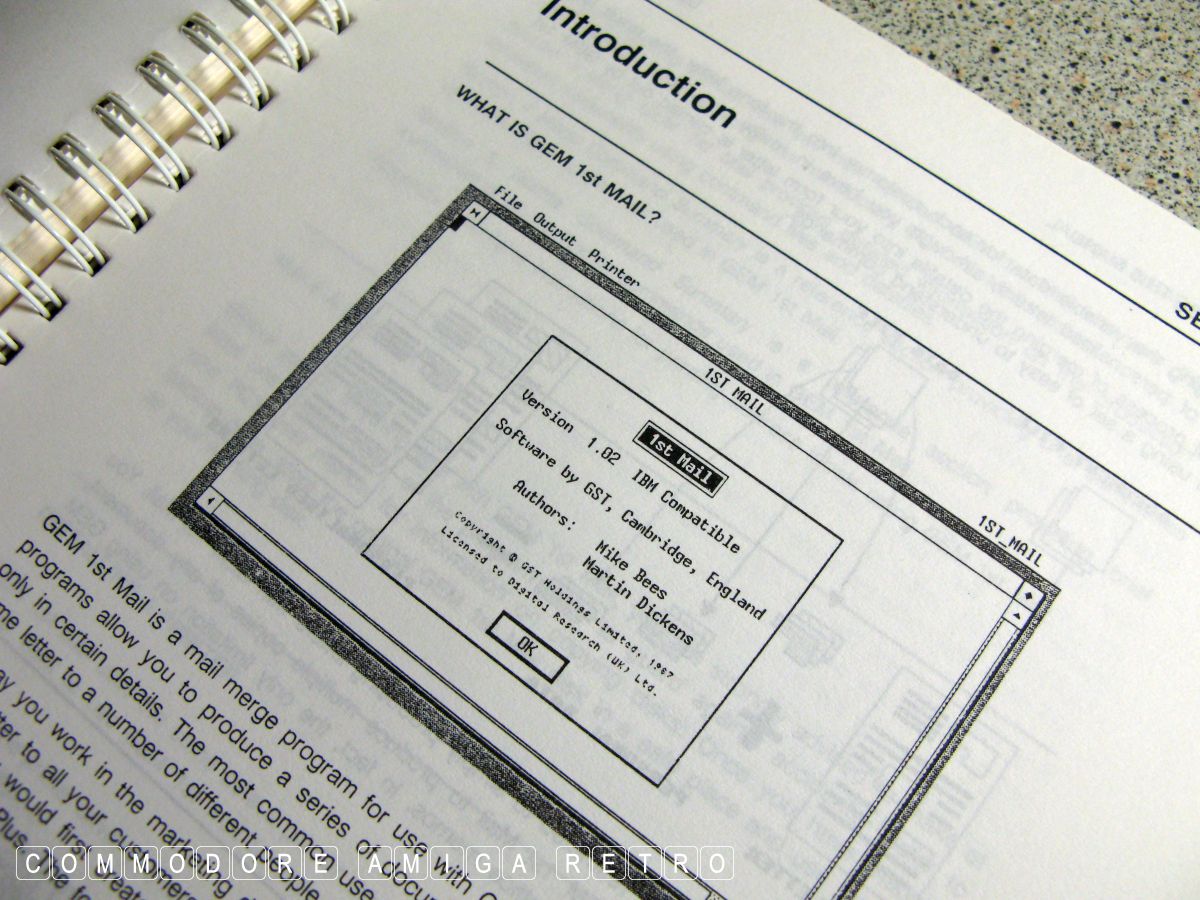 Introduction
WHAT IS GEM 1st MAIL?
File Output Printer
1ST MAIL
1ST_MAIL
1st Mail
Version 1.02 IBM Compatible
Software by GST, Cambridge, England
Authors: Mike Bees
Martin Dickens
Copyright @ GST Holdings Limited, 1987
Licensed to Digital Research (UK) Ltd.
OK
GEM 1st Mail is a mail merge program for use with
programs allow you to produce a series of
only in certain details. The most common use
letter to a number of different people
you work in the marketing
to all your customers
would first
COMMODORE AMIGA RETRO